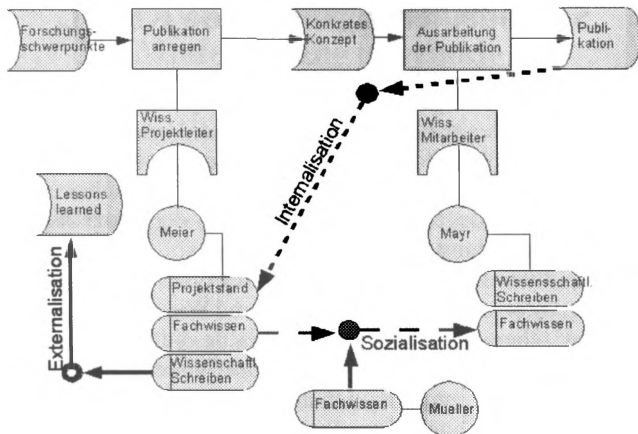 Forschungs-
schwerpunkte
Publikation
anregen
Konkretes
Konzept
Ausarbeitung
der Publikation
Publi-
kation
Wiss.
Projektleiter
Wiss.
Mitarbeiter
Internalisation
Lessons
learned
Meier
Mayr
Externalisation
Projektstand
Fachwissen
Wissenschaftl.
Schreiben
Sozialisation
Wissensschaftl.
Schreiben
Fachwissen
Fachwissen
Mueller